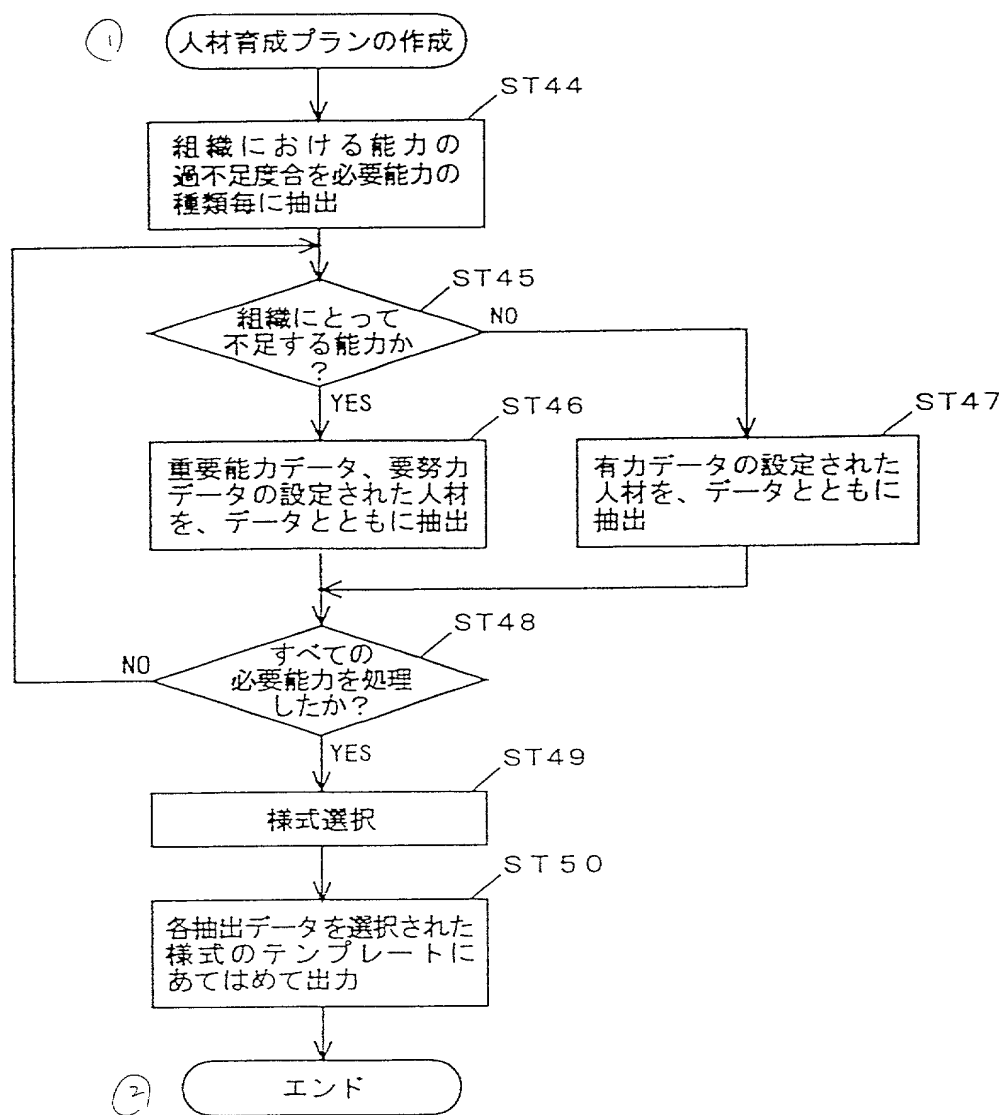 ①
人材育成プランの作成
ST44
組織における能力の
過不足度合を必要能力の
種類毎に抽出
ST45
組織にとって
不足する能力か
?
NO
YES
ST46
ST47
重要能力データ、要努力
データの設定された人材
を、データとともに抽出
有力データの設定された
人材を、データとともに
抽出
ST48
すべての
必要能力を処理
したか?
NO
YES
ST49
様式選択
ST50
各抽出データを選択された
様式のテンプレートに
あてはめて出力
②
エンド